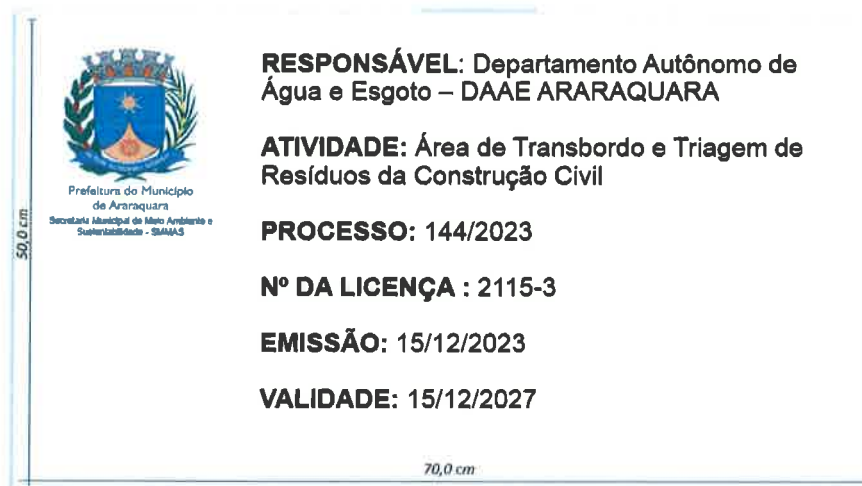 RESPONSÁVEL: Departamento Autônomo de
Água e Esgoto – DAAE ARARAQUARA
ATIVIDADE: Área de Transbordo e Triagem de
Resíduos da Construção Civil
Prefeitura do Município
de Araraquara
Secretaria Municipal de Meio Ambiente e
Sustentabilidade - SMMAS
PROCESSO: 144/2023
Nº DA LICENÇA : 2115-3
EMISSÃO: 15/12/2023
VALIDADE: 15/12/2027
50,0 cm
70,0 cm